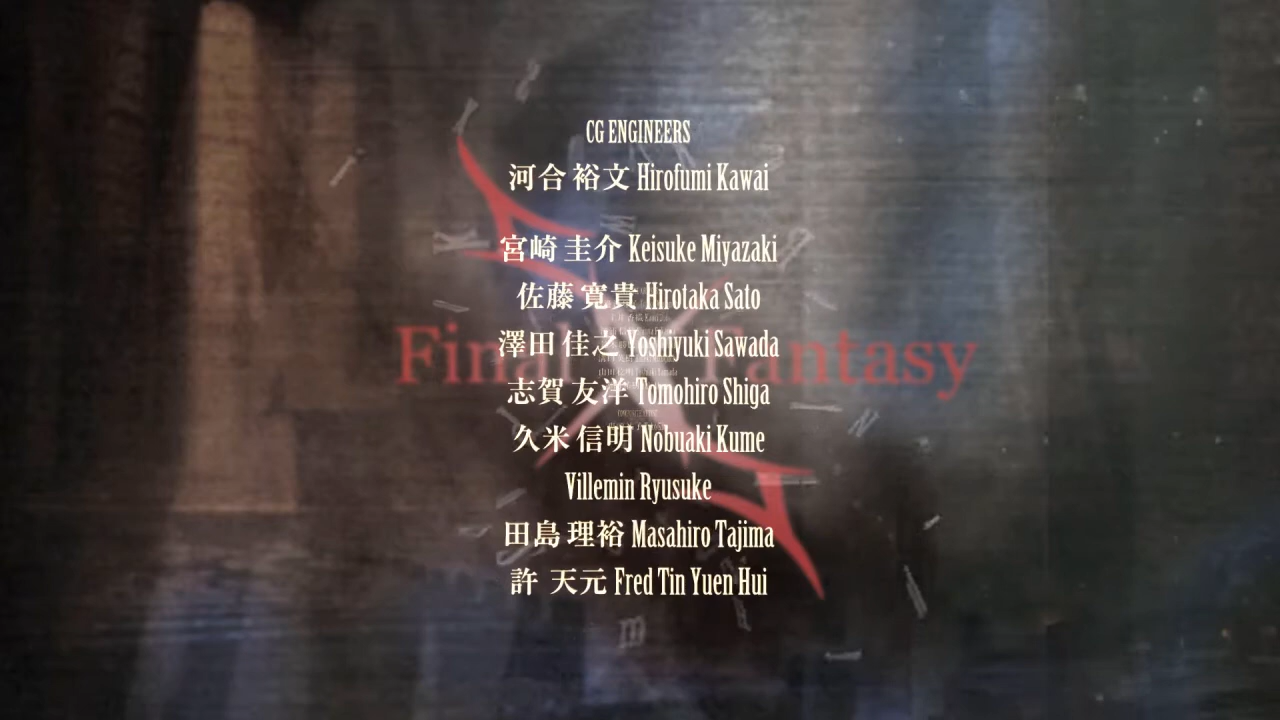 CG ENGINEERS
河合 裕文 Hirofumi Kawai
宮崎 圭介 Keisuke Miyazaki
佐藤 寛貴 Hirotaka Sato
澤田 佳之 Yoshiyuki Sawada
Final Fantasy
志賀 友洋 Tomohiro Shiga
久米 信明 Nobuaki Kume
Villemin Ryusuke
田島 理裕 Masahiro Tajima
許 天元 Fred Tin Yuen Hui